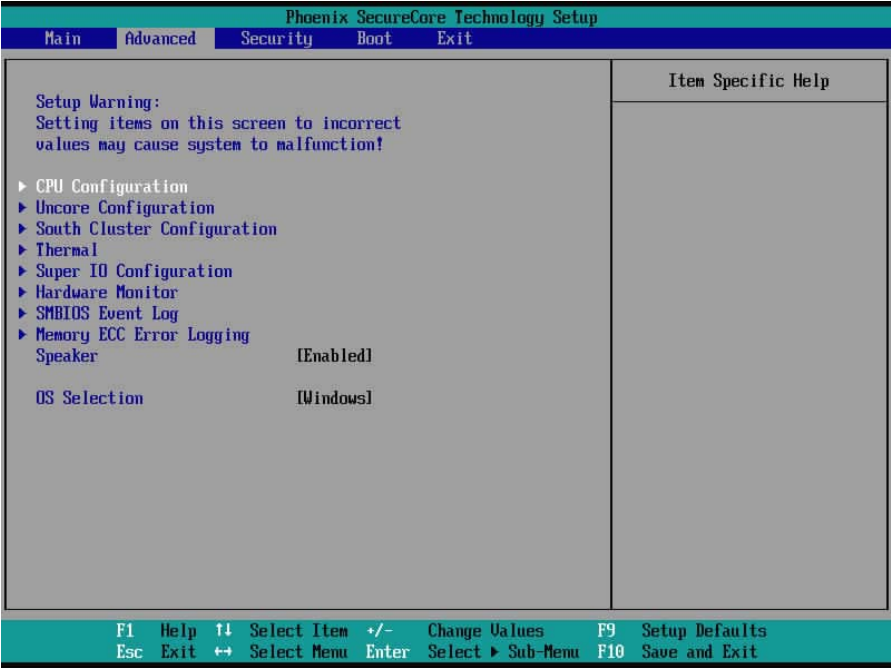 Phoenix SecureCore Technology Setup
Main Advanced Security Boot Exit
Item Specific Help
Setup Warning:
Setting items on this screen to incorrect
values may cause system to malfunction!
▶ CPU Configuration
▶ Uncore Configuration
▶ South Cluster Configuration
▶ Thermal
▶ Super IO Configuration
▶ Hardware Monitor
▶ SMBIOS Event Log
▶ Memory ECC Error Logging
Speaker [Enabled]
OS Selection [Windows]
F1 Help ↑↓ Select Item +/- Change Values F9 Setup Defaults
Esc Exit ↔ Select Menu Enter Select ▶ Sub-Menu F10 Save and Exit